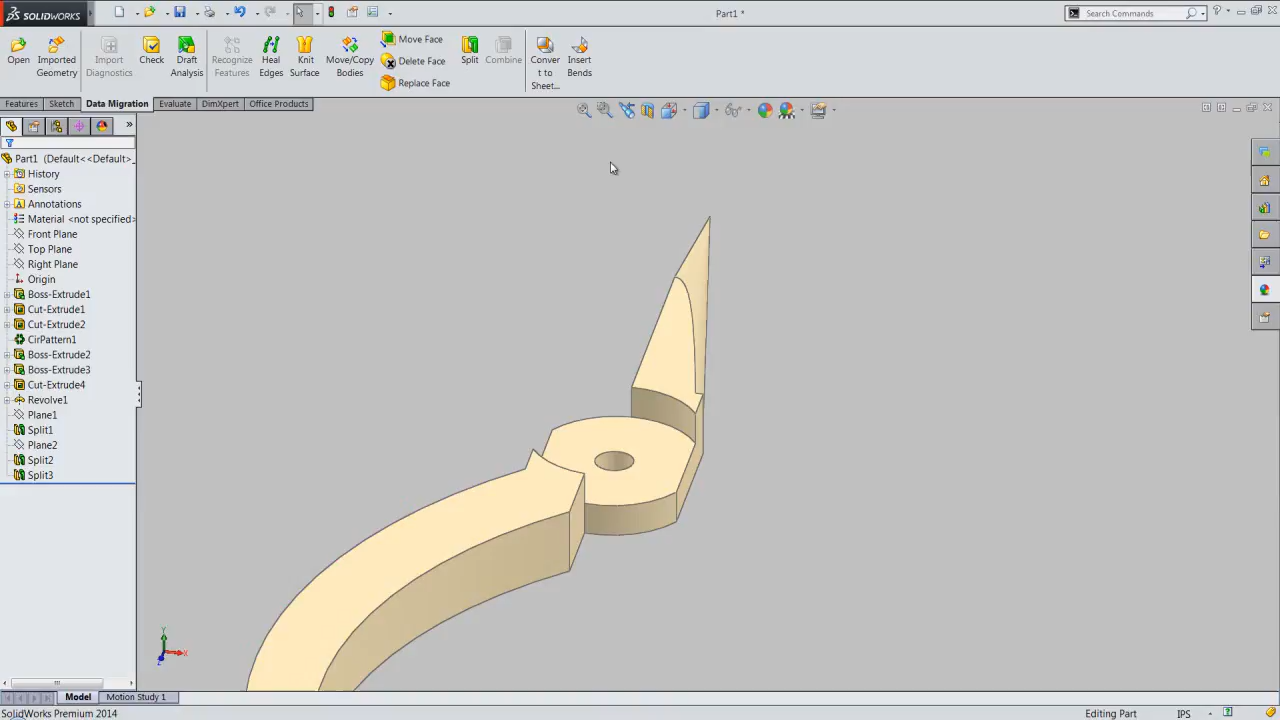 SOLIDWORKS
Part1 *
Search Commands
Open
Imported
Geometry
Import
Diagnostics
Check
Draft
Analysis
Recognize
Features
Heal
Edges
Knit
Surface
Move/Copy
Bodies
Move Face
Delete Face
Replace Face
Split
Combine
Conver
t to
Sheet...
Insert
Bends
Features
Sketch
Data Migration
Evaluate
DimXpert
Office Products
Part1 (Default<<Default>_
History
Sensors
Annotations
Material <not specified>
Front Plane
Top Plane
Right Plane
Origin
Boss-Extrude1
Cut-Extrude1
Cut-Extrude2
CirPattern1
Boss-Extrude2
Boss-Extrude3
Cut-Extrude4
Revolve1
Plane1
Split1
Plane2
Split2
Split3
Y
X
Z
Model
Motion Study 1
SolidWorks Premium 2014
Editing Part
IPS